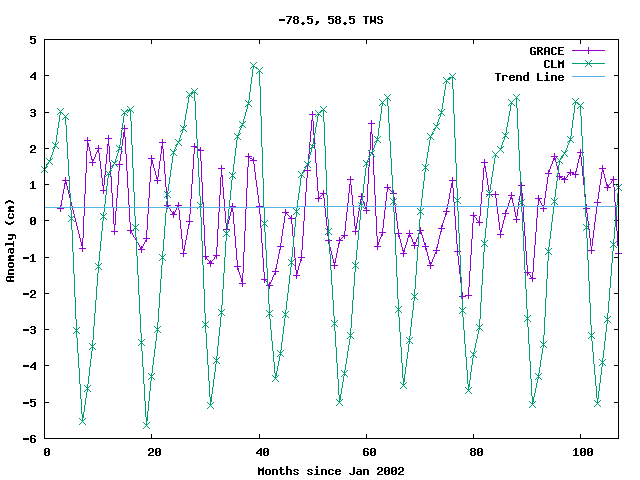 -78.5, 58.5 TWS
GRACE
CLM
Trend Line
5
4
3
2
1
0
-1
-2
-3
-4
-5
-6
Anomaly (cm)
0 20 40 60 80 100
Months since Jan 2002